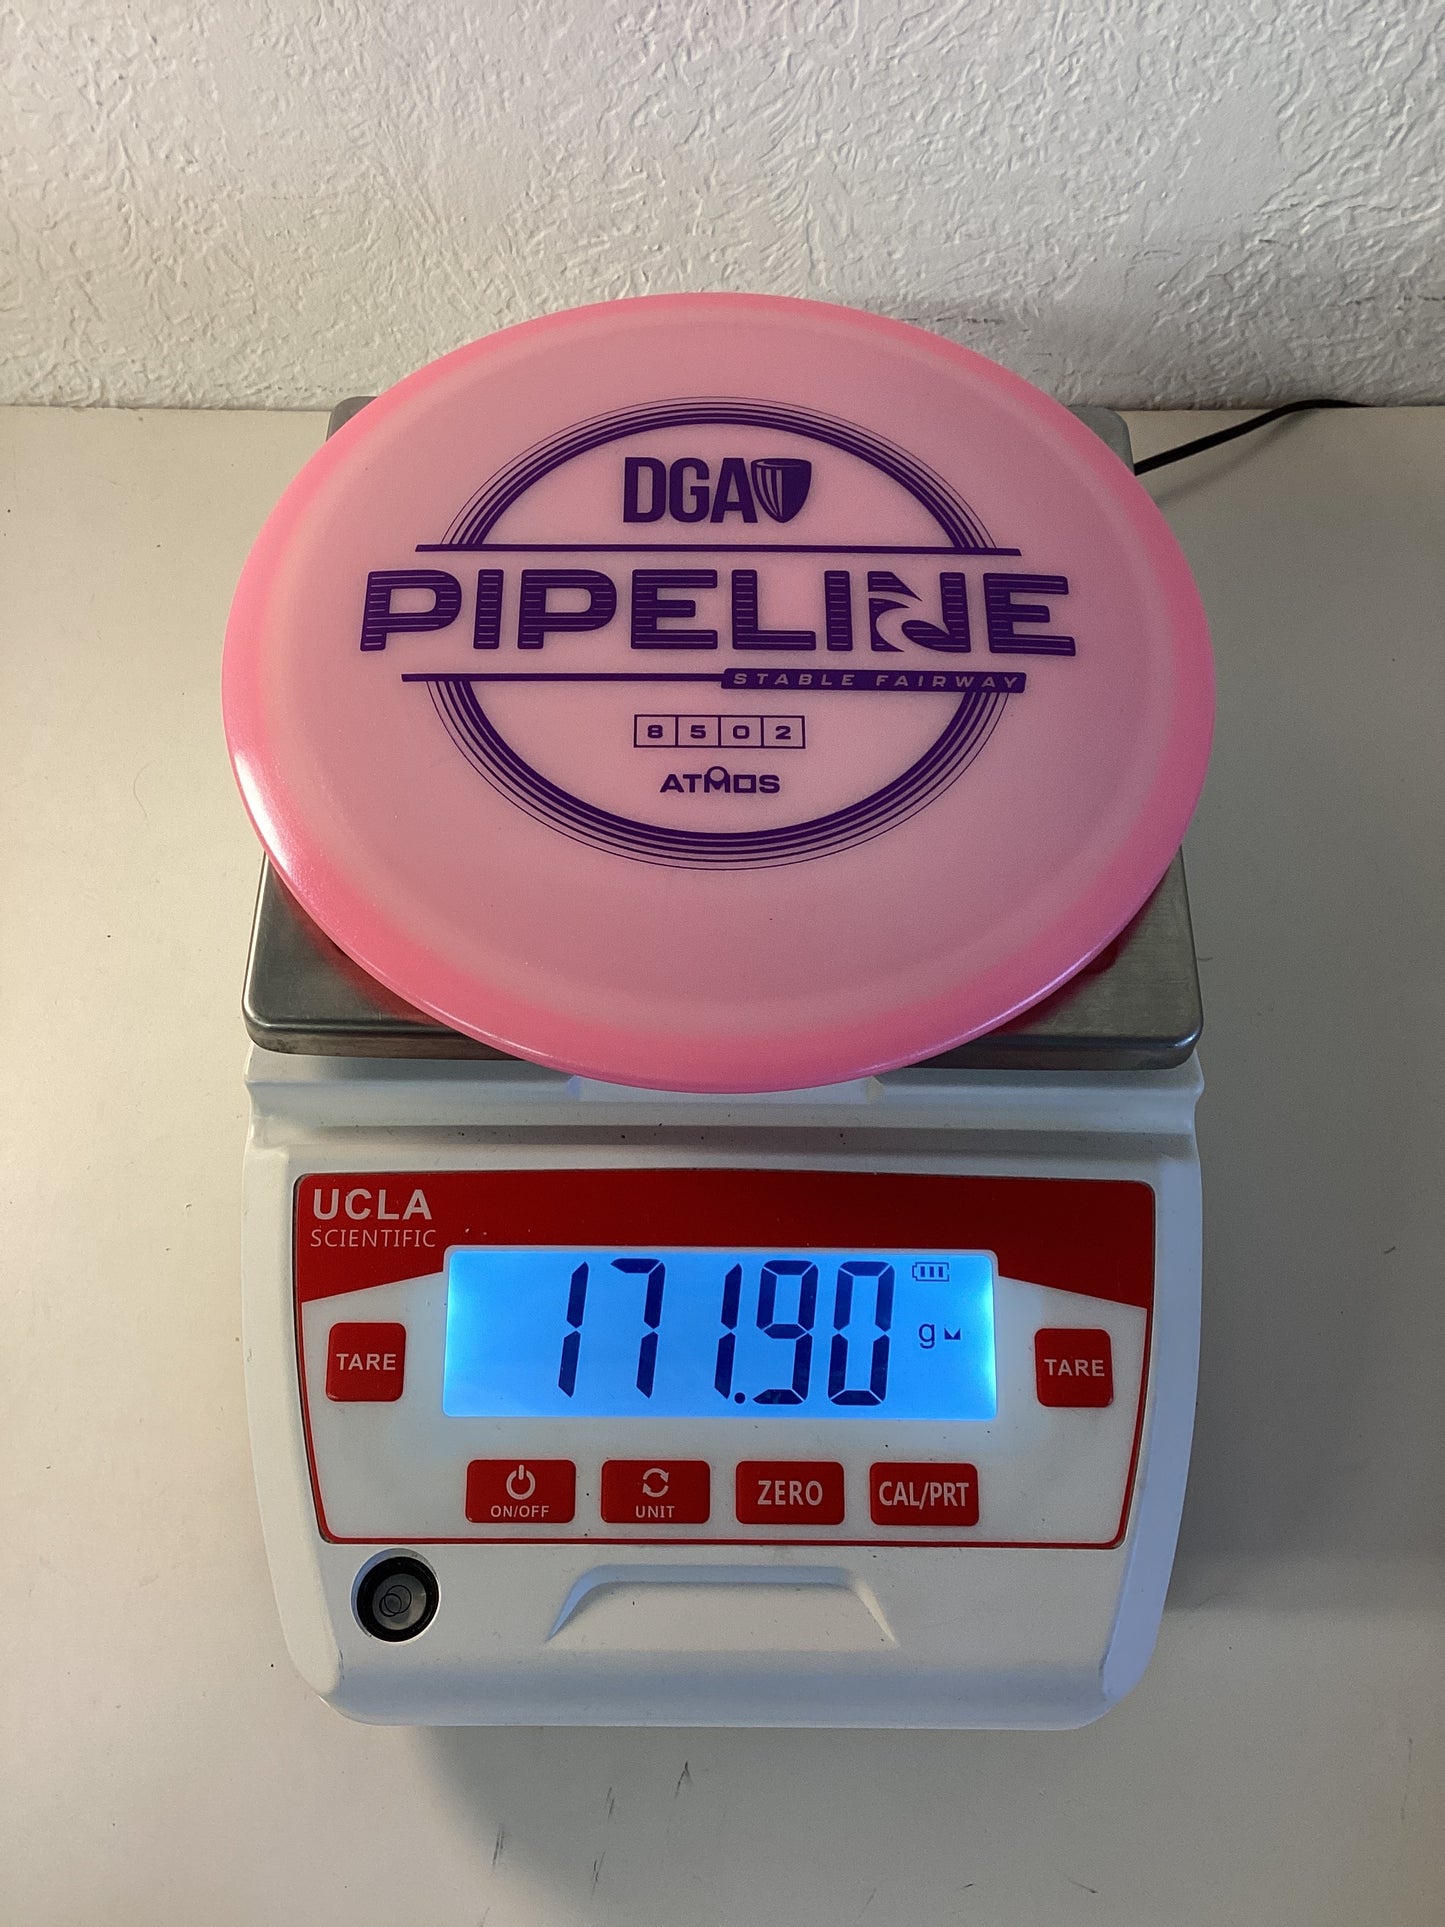 DGA
PIPELINE
STABLE FAIRWAY
8 5 0 2
ATMOS
UCLA
SCIENTIFIC
171.90 g
TARE
TARE
ON/OFF
UNIT
ZERO
CAL/PRT